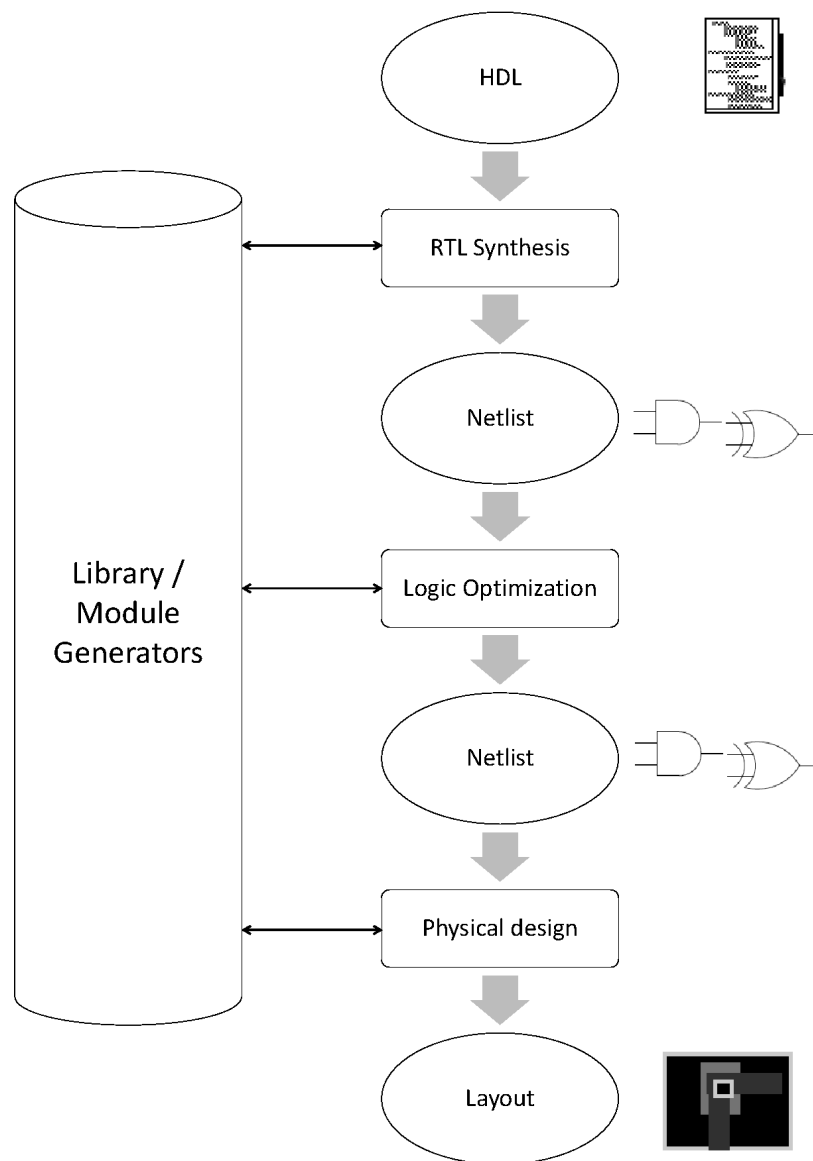 HDL
RTL Synthesis
Netlist
Library /
Module
Generators
Logic Optimization
Netlist
Physical design
Layout